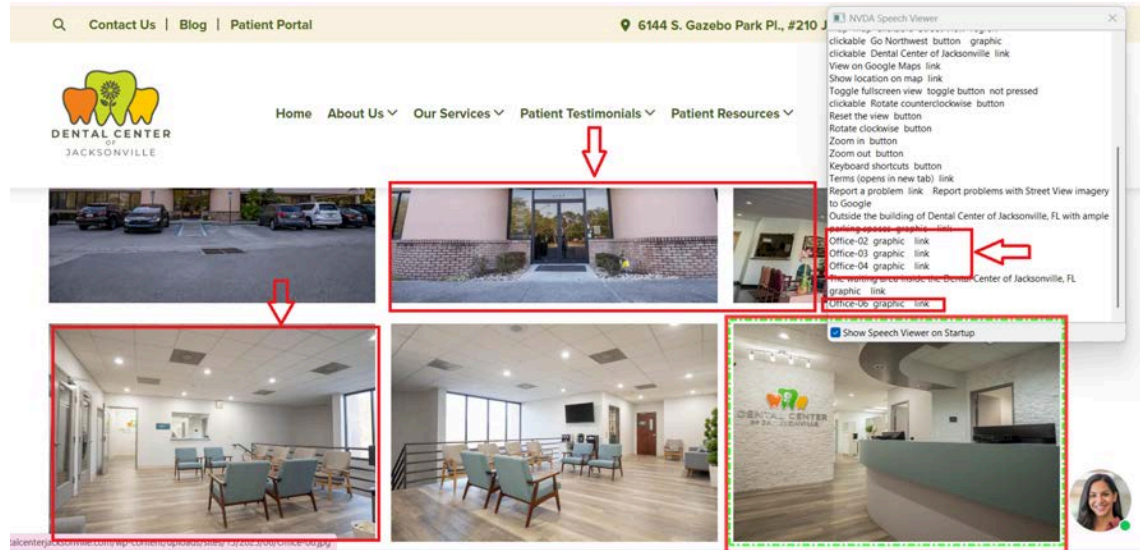 Contact Us | Blog | Patient Portal
6144 S. Gazebo Park Pl., #210 J
DENTAL CENTER
OF
JACKSONVILLE
Home About Us Our Services Patient Testimonials Patient Resources
NVDA Speech Viewer
clickable Go Northwest button graphic
clickable Dental Center of Jacksonville link
View on Google Maps link
Show location on map link
Toggle fullscreen view toggle button not pressed
clickable Rotate counterclockwise button
Reset the view button
Rotate clockwise button
Zoom in button
Zoom out button
Keyboard shortcuts button
Terms (opens in new tab) link
Report a problem link Report problems with Street View imagery
to Google
Outside the building of Dental Center of Jacksonville, FL with ample
parking spaces graphic link
Office-02 graphic link
Office-03 graphic link
Office-04 graphic link
The waiting area inside the Dental Center of Jacksonville, FL
graphic link
Office-06 graphic link
Show Speech Viewer on Startup
DENTAL CENTER
OF JACKSONVILLE